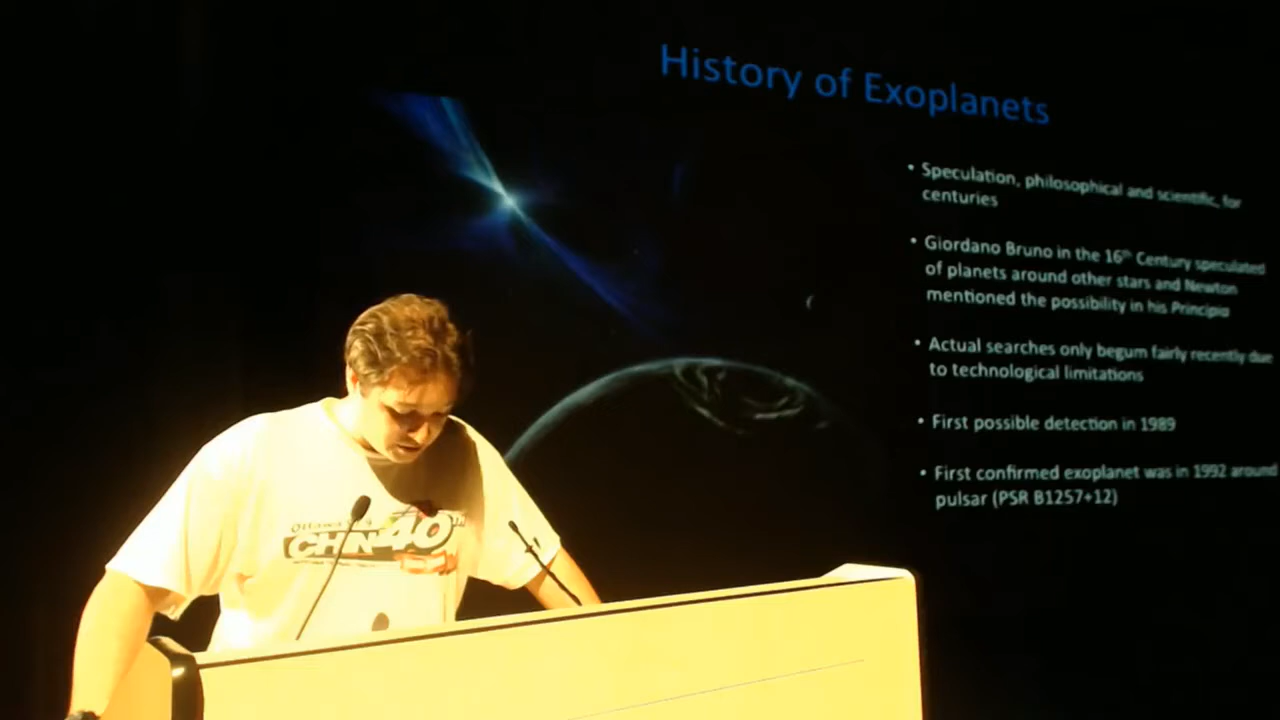 History of Exoplanets
• Speculation, philosophical and scientific, for
centuries
• Giordano Bruno in the 16th Century speculated
of planets around other stars and Newton
mentioned the possibility in his Principia
• Actual searches only begum fairly recently due
to technological limitations
• First possible detection in 1989
• First confirmed exoplanet was in 1992 around
pulsar (PSR B1257+12)
CHIN 40